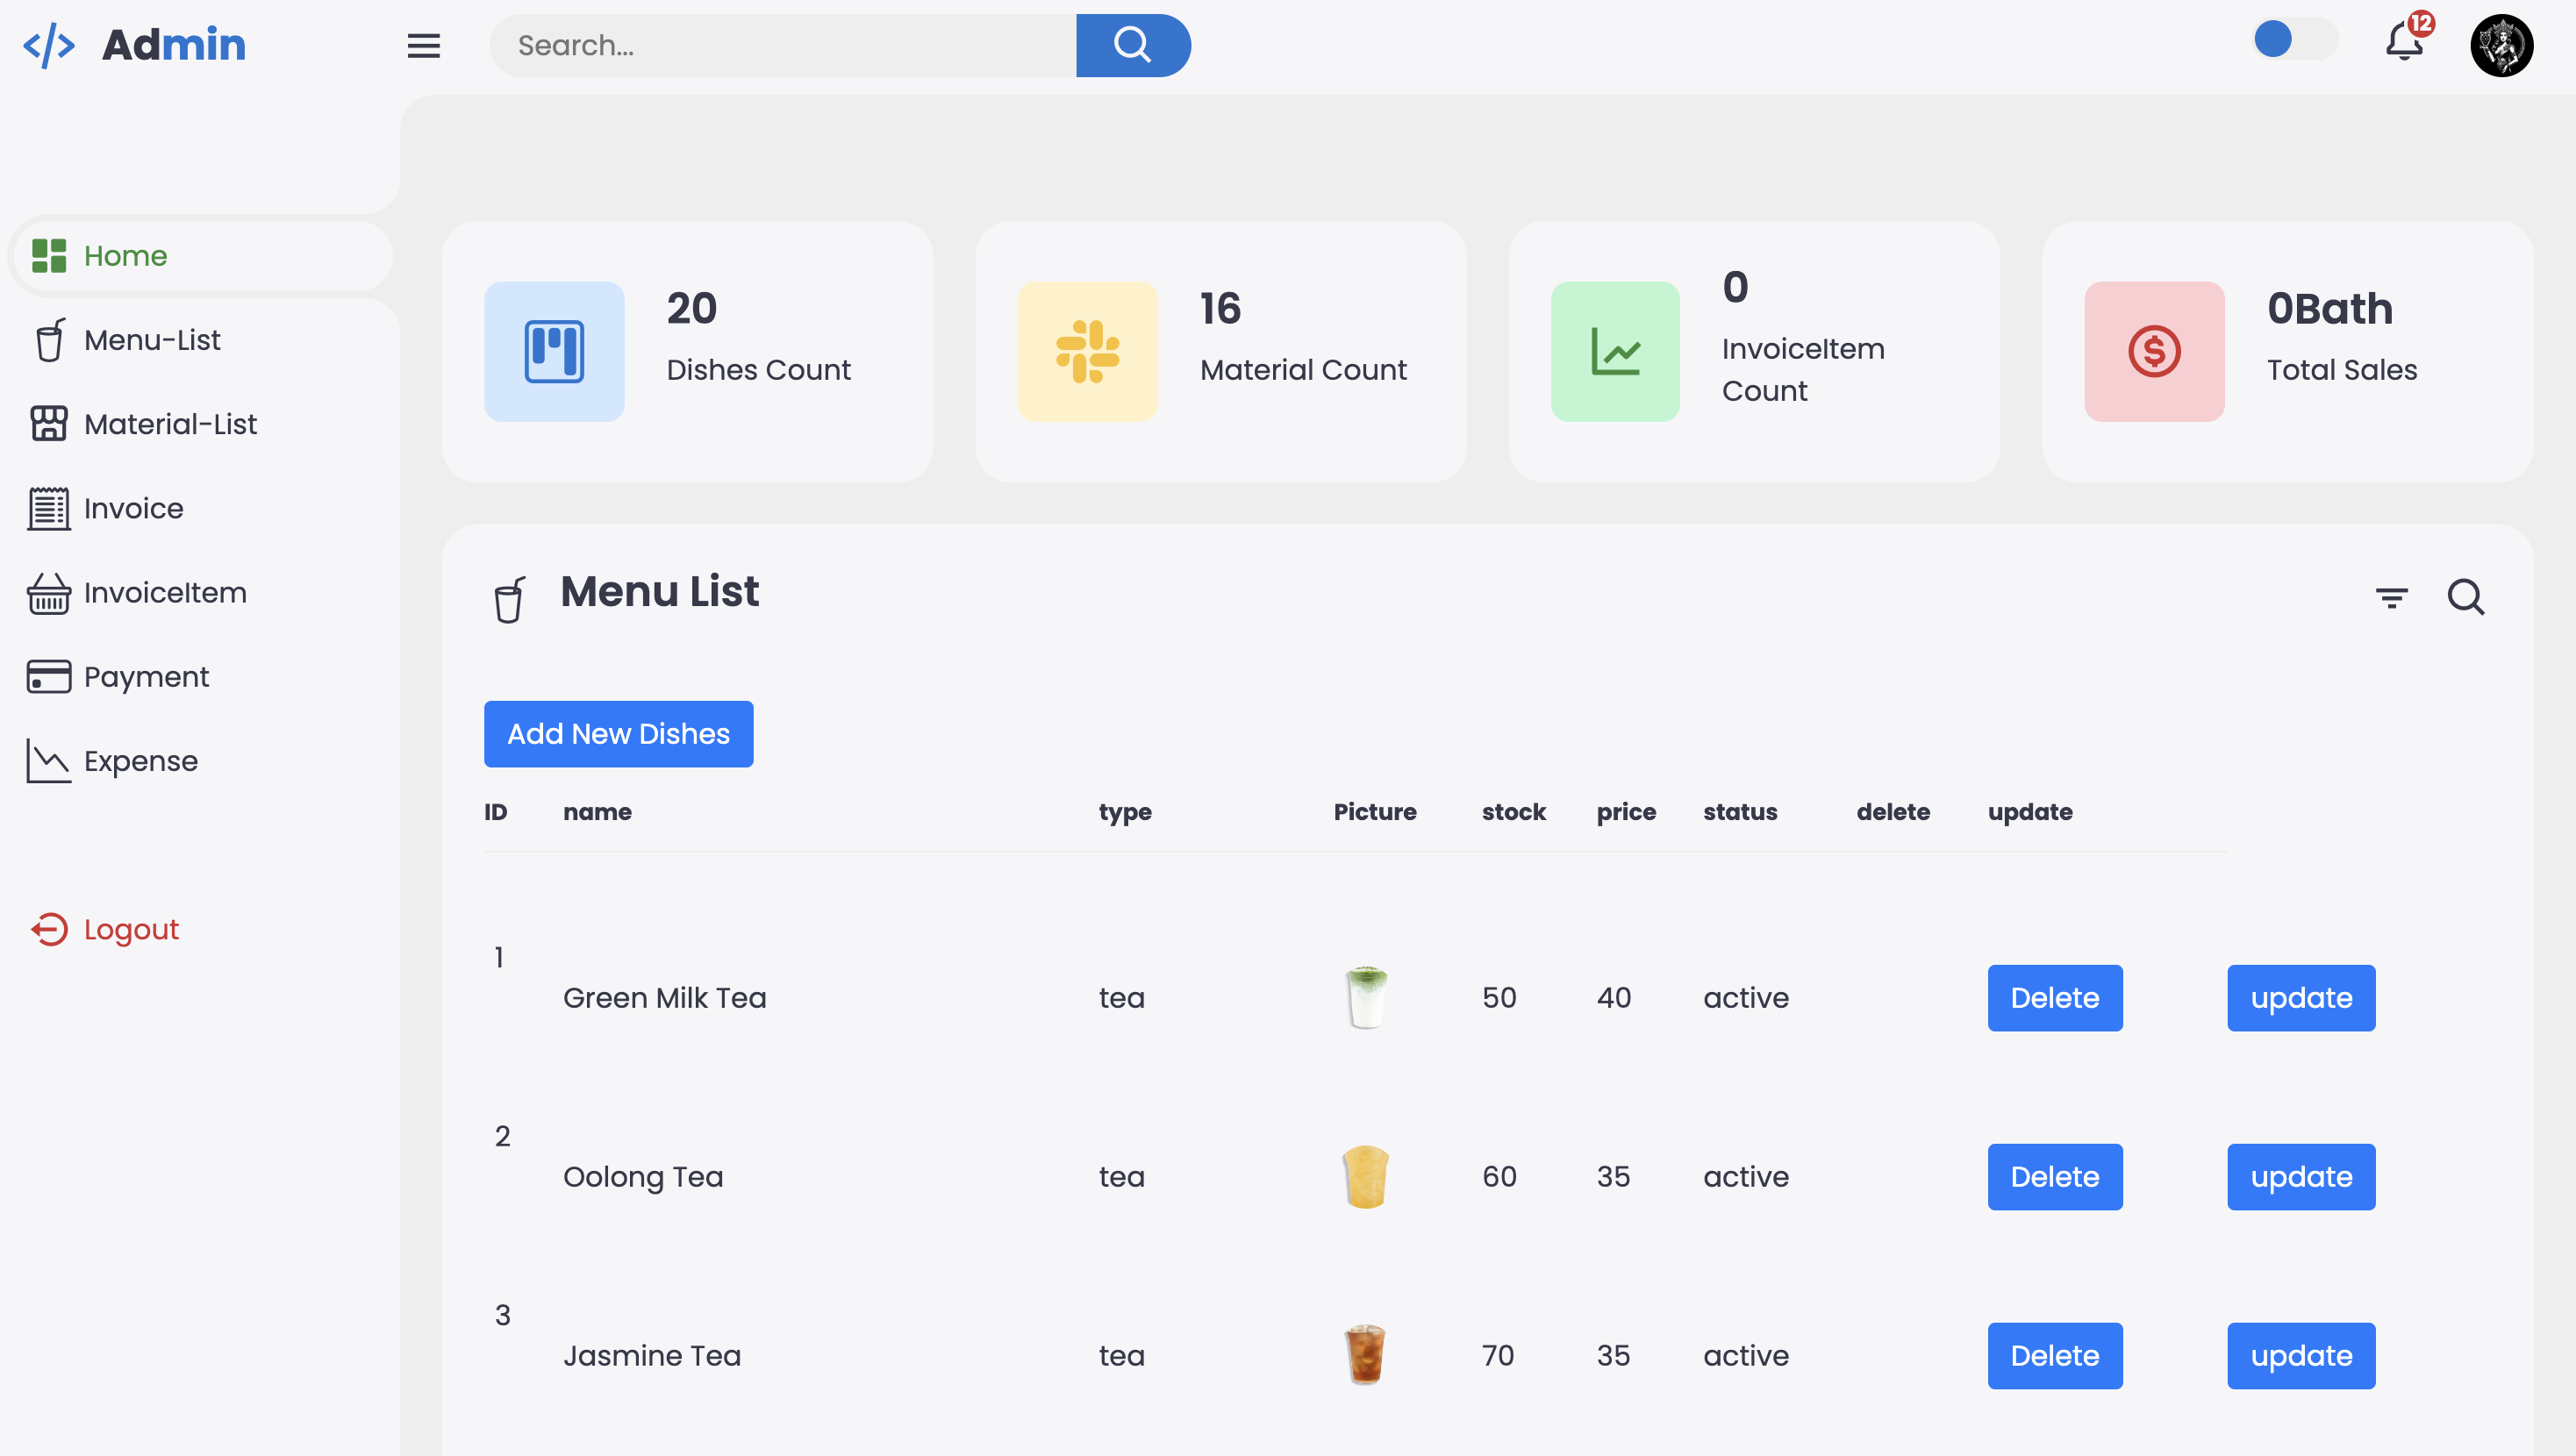 Admin
Search...
12
Home
Menu-List
Material-List
Invoice
InvoiceItem
Payment
Expense
Logout
20
Dishes Count
16
Material Count
0
InvoiceItem
Count
0Bath
Total Sales
Menu List
Add New Dishes
ID name type Picture stock price status delete update
1 Green Milk Tea tea 50 40 active Delete update
2 Oolong Tea tea 60 35 active Delete update
3 Jasmine Tea tea 70 35 active Delete update